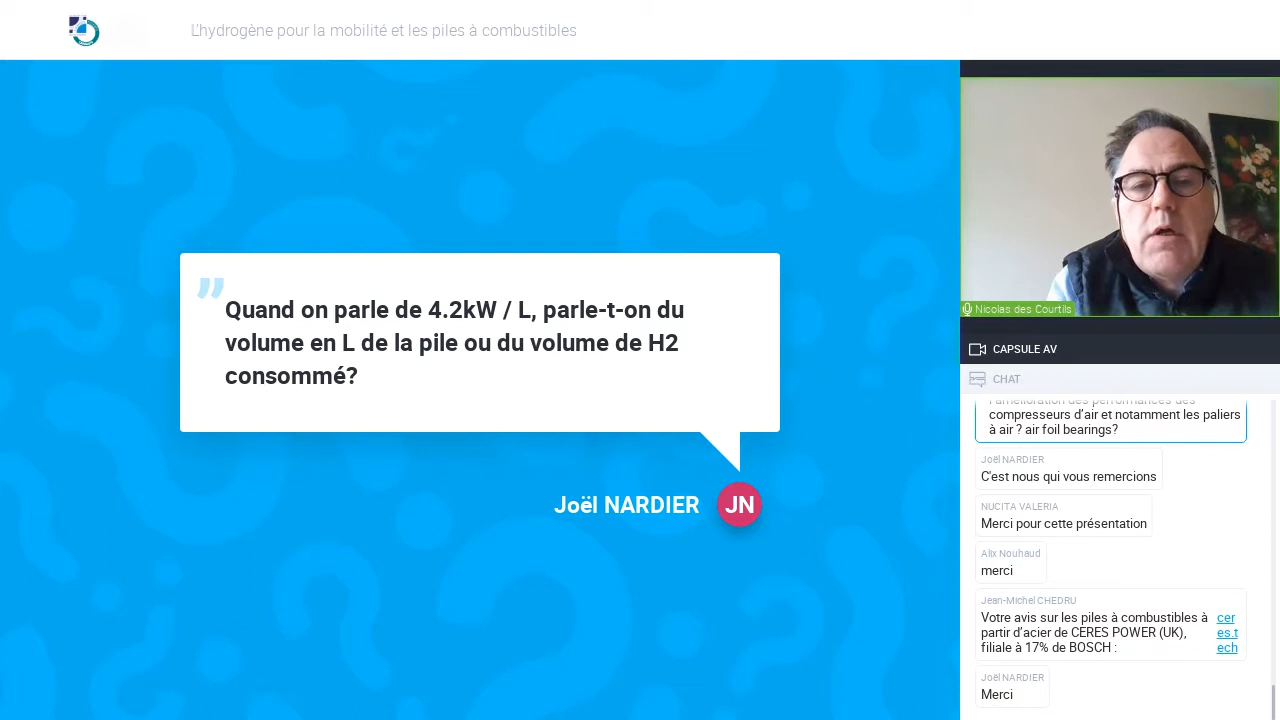 L'hydrogène pour la mobilité et les piles à combustibles
”
Quand on parle de 4.2kW / L, parle-t-on du
volume en L de la pile ou du volume de H2
consommé?
Joël NARDIER
JN
Nicolas des Courtils
CAPSULE AV
CHAT
l'amélioration des performances des
compresseurs d’air et notamment les paliers
à air ? air foil bearings?
Joël NARDIER
C'est nous qui vous remercions
NUCITA VALERIA
Merci pour cette présentation
Alix Nouhaud
merci
Jean-Michel CHEDRU
Votre avis sur les piles à combustibles à
partir d’acier de CERES POWER (UK),
filiale à 17% de BOSCH :
cer
es.t
ech
Joël NARDIER
Merci